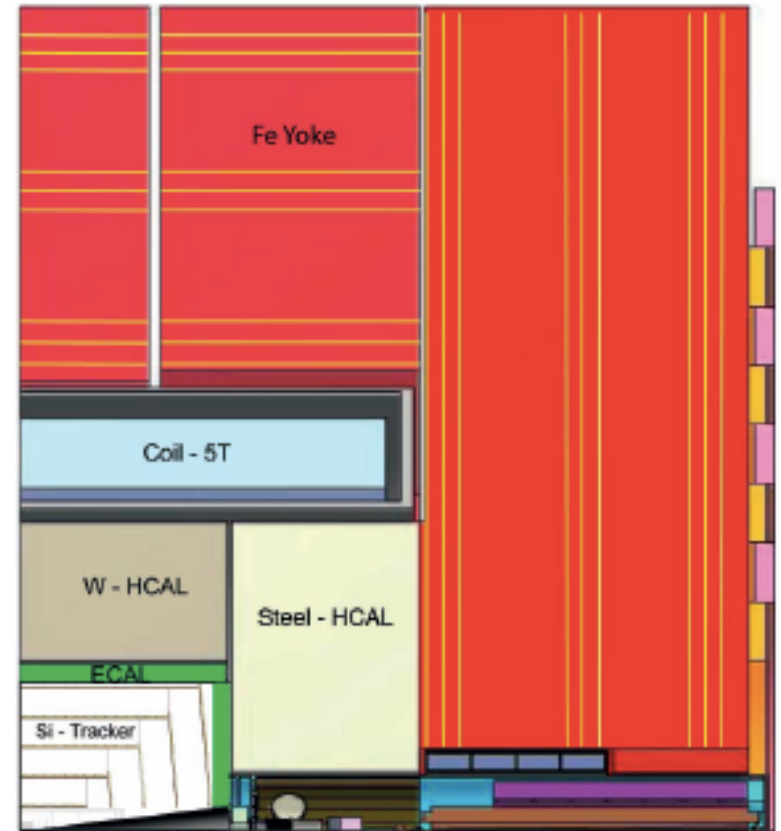 Fe Yoke
Coil - 5T
W - HCAL
Steel - HCAL
ECAL
Si - Tracker